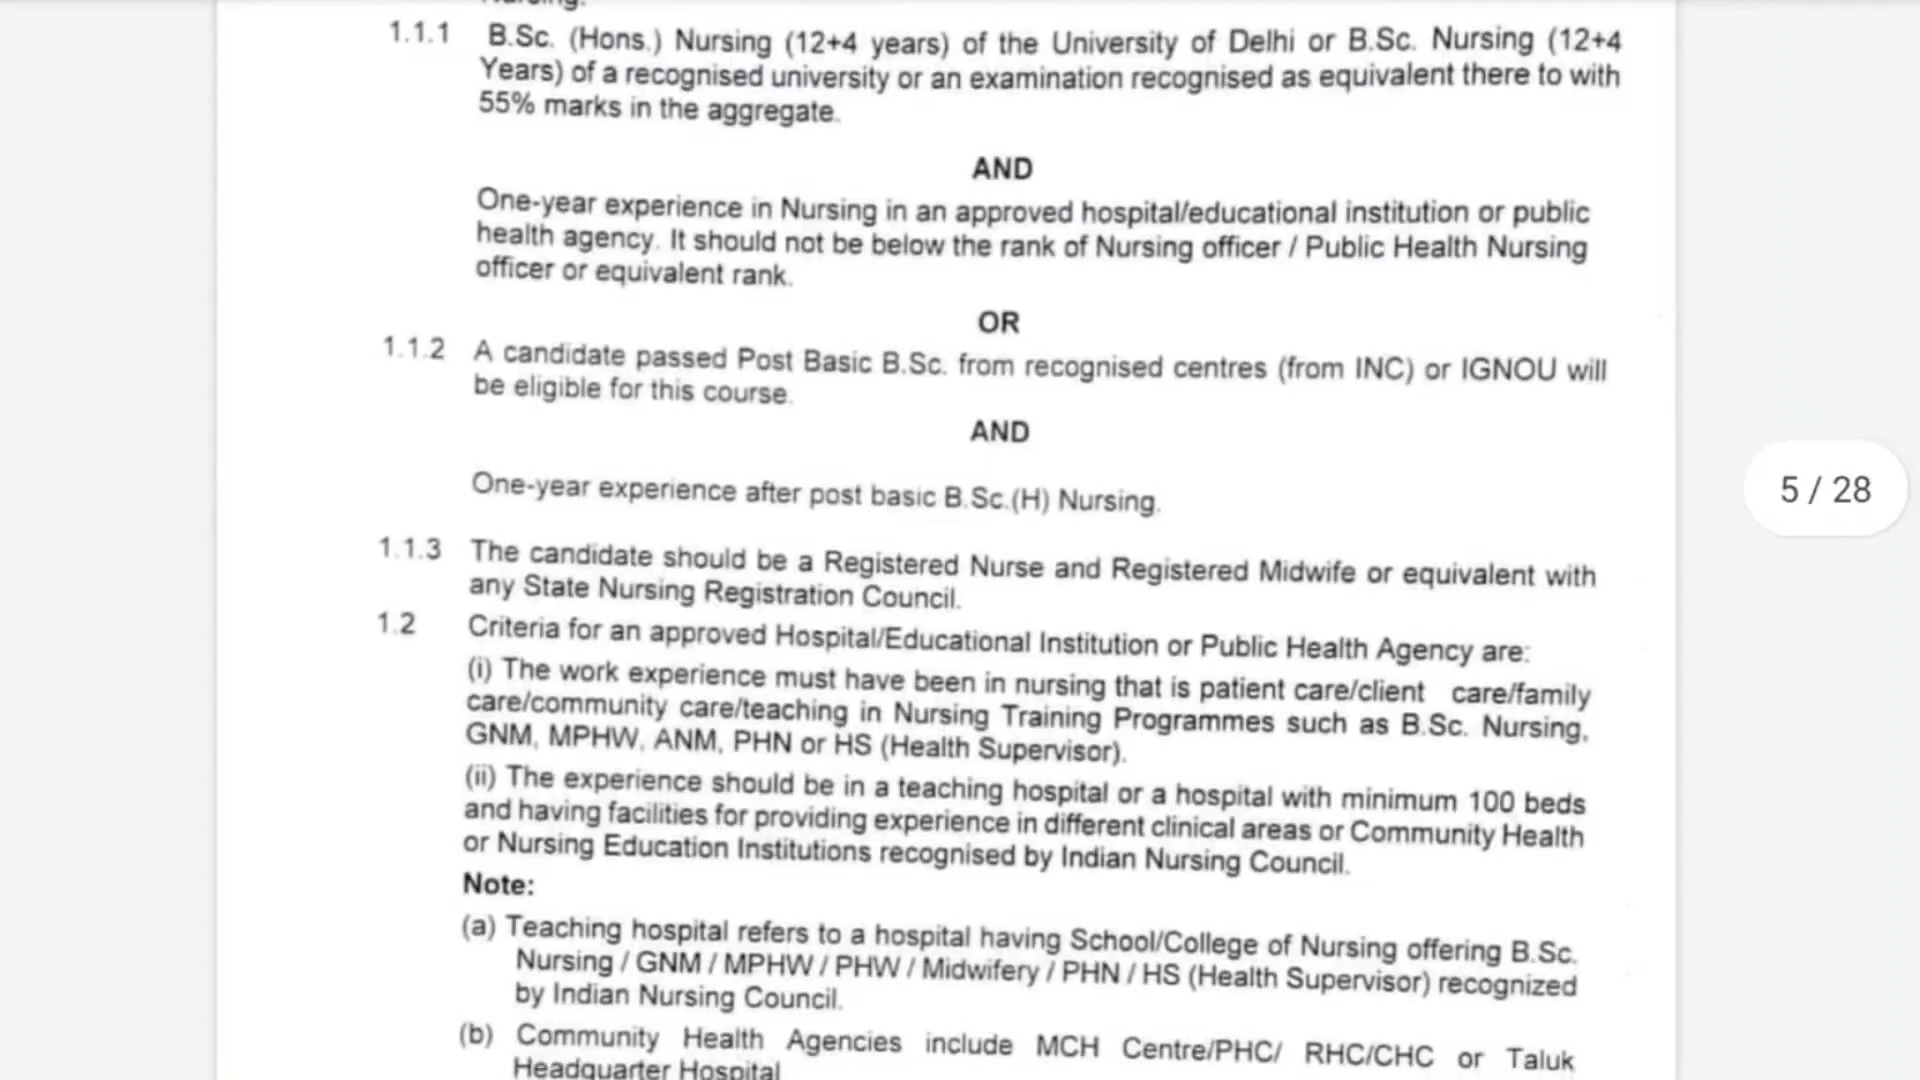 Nursing.
1.1.1 B.Sc. (Hons.) Nursing (12+4 years) of the University of Delhi or B.Sc. Nursing (12+4
Years) of a recognised university or an examination recognised as equivalent there to with
55% marks in the aggregate.
AND
One-year experience in Nursing in an approved hospital/educational institution or public
health agency. It should not be below the rank of Nursing officer / Public Health Nursing
officer or equivalent rank.
OR
1.1.2 A candidate passed Post Basic B.Sc. from recognised centres (from INC) or IGNOU will
be eligible for this course.
AND
One-year experience after post basic B.Sc.(H) Nursing.
5 / 28
1.1.3 The candidate should be a Registered Nurse and Registered Midwife or equivalent with
any State Nursing Registration Council.
1.2 Criteria for an approved Hospital/Educational Institution or Public Health Agency are:
(i) The work experience must have been in nursing that is patient care/client care/family
care/community care/teaching in Nursing Training Programmes such as B.Sc. Nursing,
GNM, MPHW, ANM, PHN or HS (Health Supervisor).
(ii) The experience should be in a teaching hospital or a hospital with minimum 100 beds
and having facilities for providing experience in different clinical areas or Community Health
or Nursing Education Institutions recognised by Indian Nursing Council.
Note:
(a) Teaching hospital refers to a hospital having School/College of Nursing offering B.Sc.
Nursing / GNM / MPHW / PHW / Midwifery / PHN / HS (Health Supervisor) recognized
by Indian Nursing Council.
(b) Community Health Agencies include MCH Centre/PHC/ RHC/CHC or Taluk
Headquarter Hospital